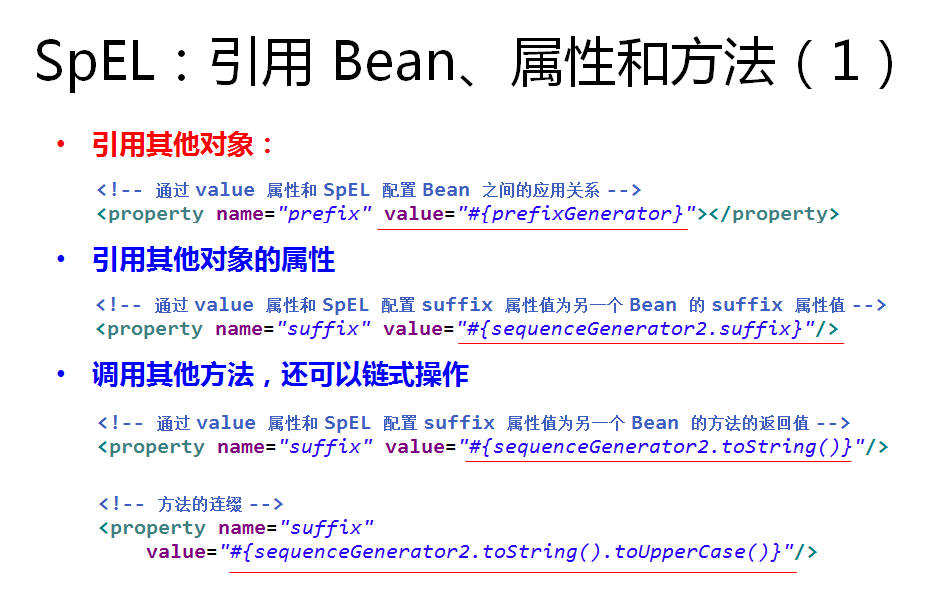 SpEL：引用 Bean、属性和方法（1）
• 引用其他对象：
<!-- 通过 value 属性和 SpEL 配置 Bean 之间的应用关系 -->
<property name="prefix" value="#{prefixGenerator}"></property>
• 引用其他对象的属性
<!-- 通过 value 属性和 SpEL 配置 suffix 属性值为另一个 Bean 的 suffix 属性值 -->
<property name="suffix" value="#{sequenceGenerator2.suffix}"/>
• 调用其他方法，还可以链式操作
<!-- 通过 value 属性和 SpEL 配置 suffix 属性值为另一个 Bean 的方法的返回值 -->
<property name="suffix" value="#{sequenceGenerator2.toString()}"/>
<!-- 方法的连缀 -->
<property name="suffix"
value="#{sequenceGenerator2.toString().toUpperCase()}"/>